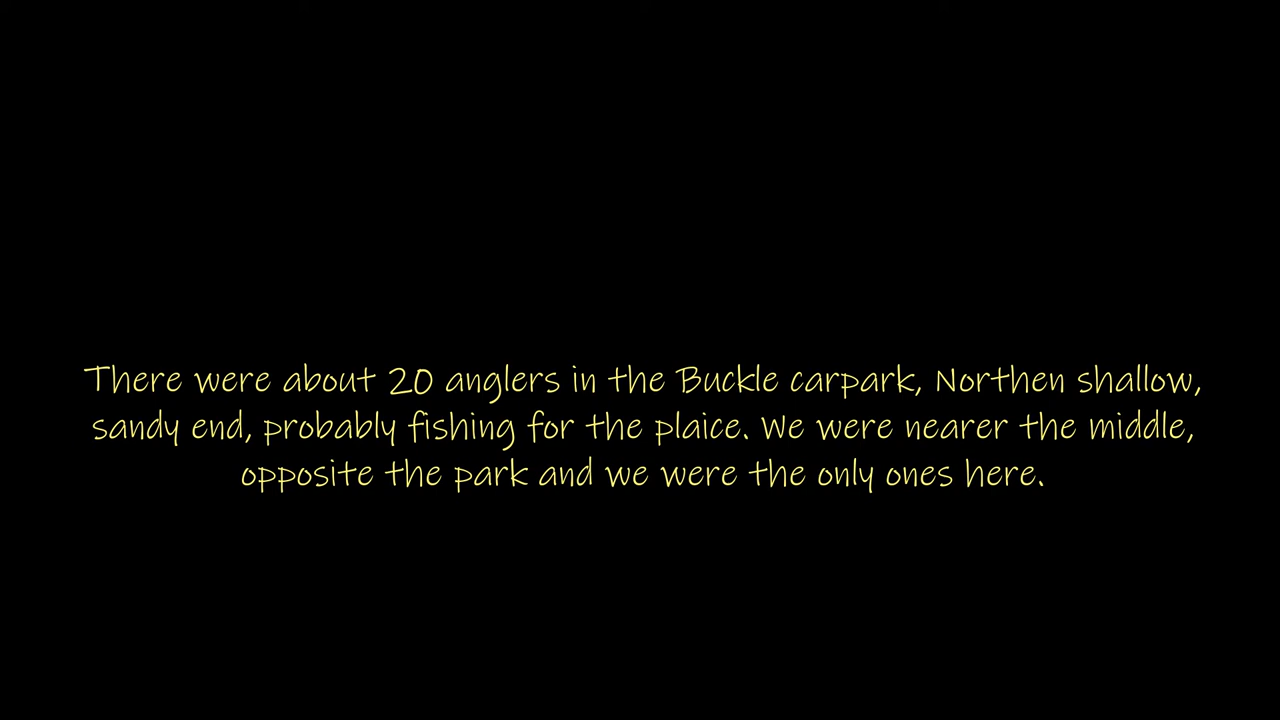 There were about 20 anglers in the Buckle carpark, Northen shallow,
sandy end, probably fishing for the plaice. We were nearer the middle,
opposite the park and we were the only ones here.